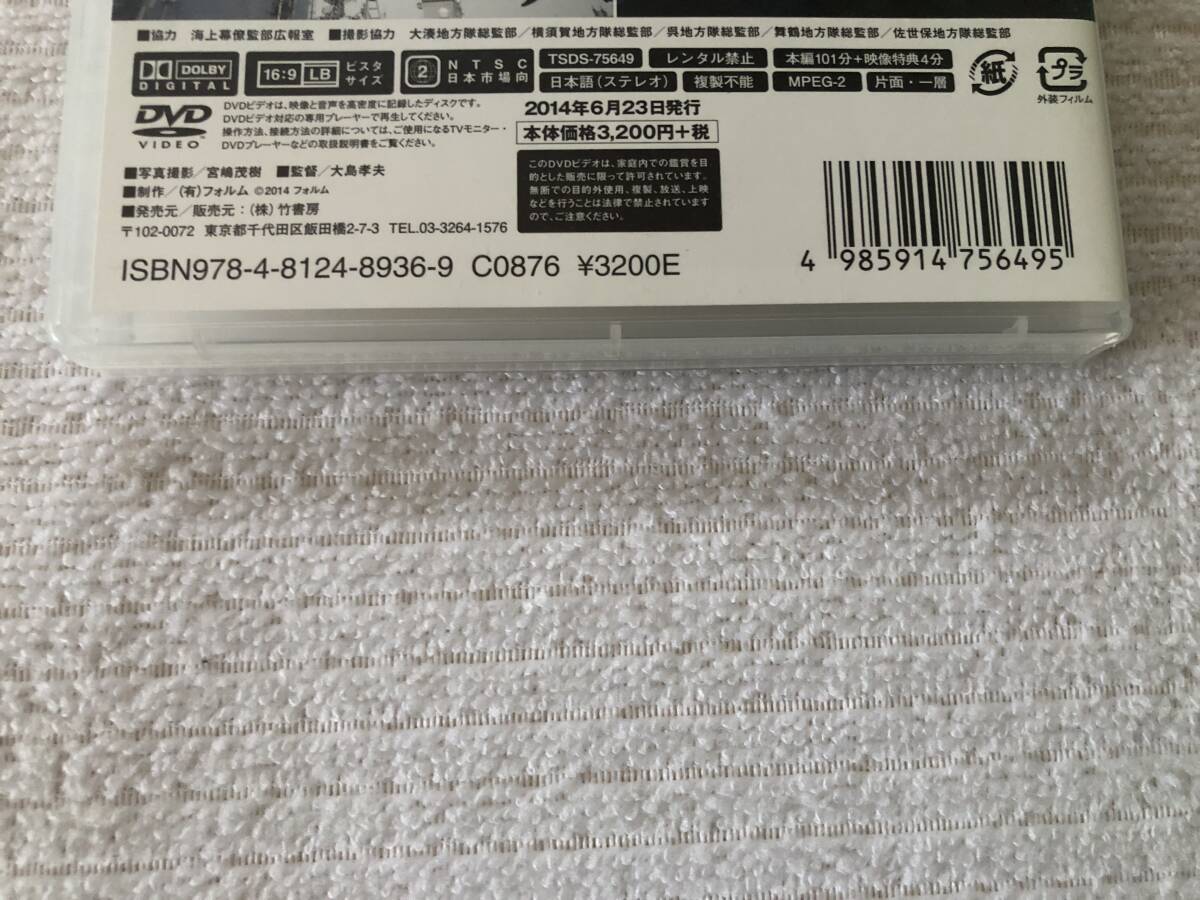 ■協力 海上幕僚監部広報室 ■撮影協力 大湊地方隊総監部／横須賀地方隊総監部／呉地方隊総監部／舞鶴地方隊総監部／佐世保地方隊総監部
DOLBY
DIGITAL
16:9 LB
ビスタ
サイズ
2
NTSC
日本市場向
TSDS-75649
レンタル禁止
本編101分＋映像特典4分
日本語(ステレオ)
複製不能
MPEG-2
片面・一層
紙
プラ
外装フィルム
DVD
VIDEO
DVDビデオは、映像と音声を高密度に記録したディスクです。
DVDビデオ対応の専用プレーヤーで再生してください。
操作方法、接続方法の詳細については、ご使用になるTVモニター・
DVDプレーヤーなどの取扱説明書をご覧ください。
2014年6月23日発行
本体価格3,200円+税
■写真撮影／宮嶋茂樹 ■監督／大島孝夫
■制作／(有)フォルム ©2014 フォルム
■発売元／販売元：(株)竹書房
〒102-0072 東京都千代田区飯田橋2-7-3 TEL.03-3264-1576
このDVDビデオは、家庭内での鑑賞を目
的とした販売に限って許可されています。
無断での目的外使用、複製、放送、上映
などを行うことは法律で禁止されています
ので、ご注意ください。
ISBN978-4-8124-8936-9 C0876 ¥3200E
4 985914 756495